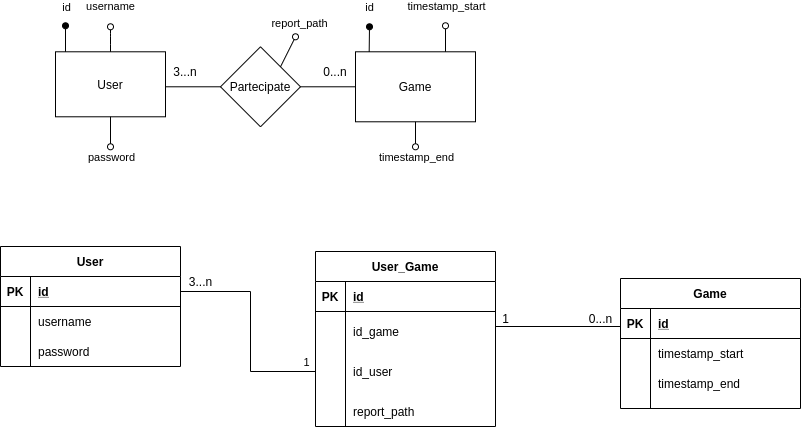 id
username
User
password
3...n
Partecipate
report_path
0...n
id
timestamp_start
Game
timestamp_end
User
PK
id
username
password
3...n
1
User_Game
PK
id
id_game
id_user
report_path
1
0...n
Game
PK
id
timestamp_start
timestamp_end